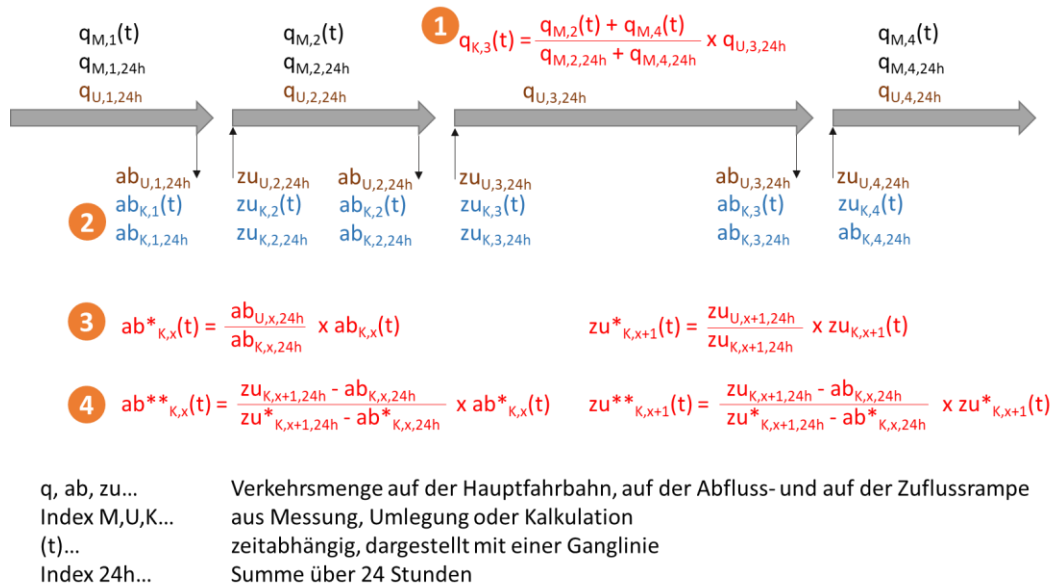 q_M,1(t) q_M,2(t) 1 q_K,3(t) = (q_M,2(t) + q_M,4(t)) / (q_M,2,24h + q_M,4,24h) x q_U,3,24h q_M,4(t)
q_M,1,24h q_M,2,24h q_M,4,24h
q_U,1,24h q_U,2,24h q_U,3,24h q_U,4,24h
ab_U,1,24h zu_U,2,24h ab_U,2,24h zu_U,3,24h ab_U,3,24h zu_U,4,24h
2 ab_K,1(t) zu_K,2(t) ab_K,2(t) zu_K,3(t) ab_K,3(t) zu_K,4(t)
ab_K,1,24h zu_K,2,24h ab_K,2,24h zu_K,3,24h ab_K,3,24h ab_K,4,24h
3 ab*_K,x(t) = ab_U,x,24h / ab_K,x,24h x ab_K,x(t) zu*_K,x+1(t) = zu_U,x+1,24h / zu_K,x+1,24h x zu_K,x+1(t)
4 ab**_K,x(t) = (zu_K,x+1,24h - ab_K,x,24h) / (zu*_K,x+1,24h - ab*_K,x,24h) x ab*_K,x(t) zu**_K,x+1(t) = (zu_K,x+1,24h - ab_K,x,24h) / (zu*_K,x+1,24h - ab*_K,x,24h) x zu*_K,x+1(t)
q, ab, zu... Verkehrsmenge auf der Hauptfahrbahn, auf der Abfluss- und auf der Zuflussrampe
Index M,U,K... aus Messung, Umlegung oder Kalkulation
(t)... zeitabhängig, dargestellt mit einer Ganglinie
Index 24h... Summe über 24 Stunden